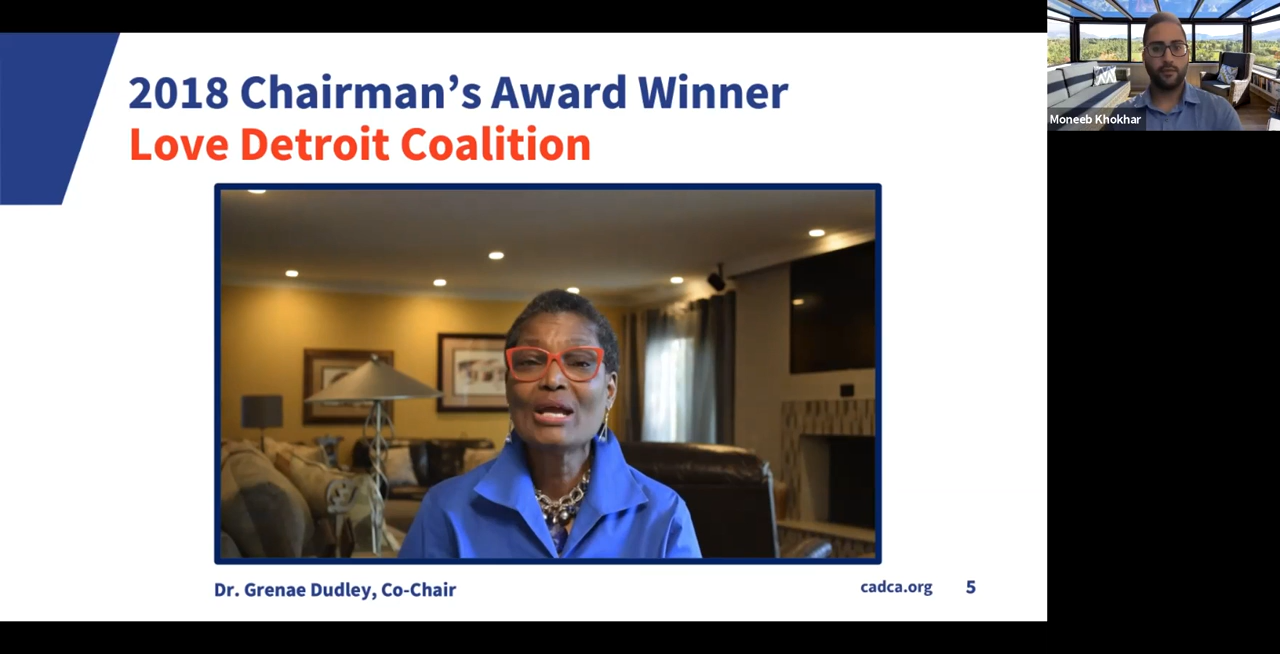 2018 Chairman’s Award Winner
Love Detroit Coalition
Moneeb Khokhar
Dr. Grenae Dudley, Co-Chair
cadca.org 5